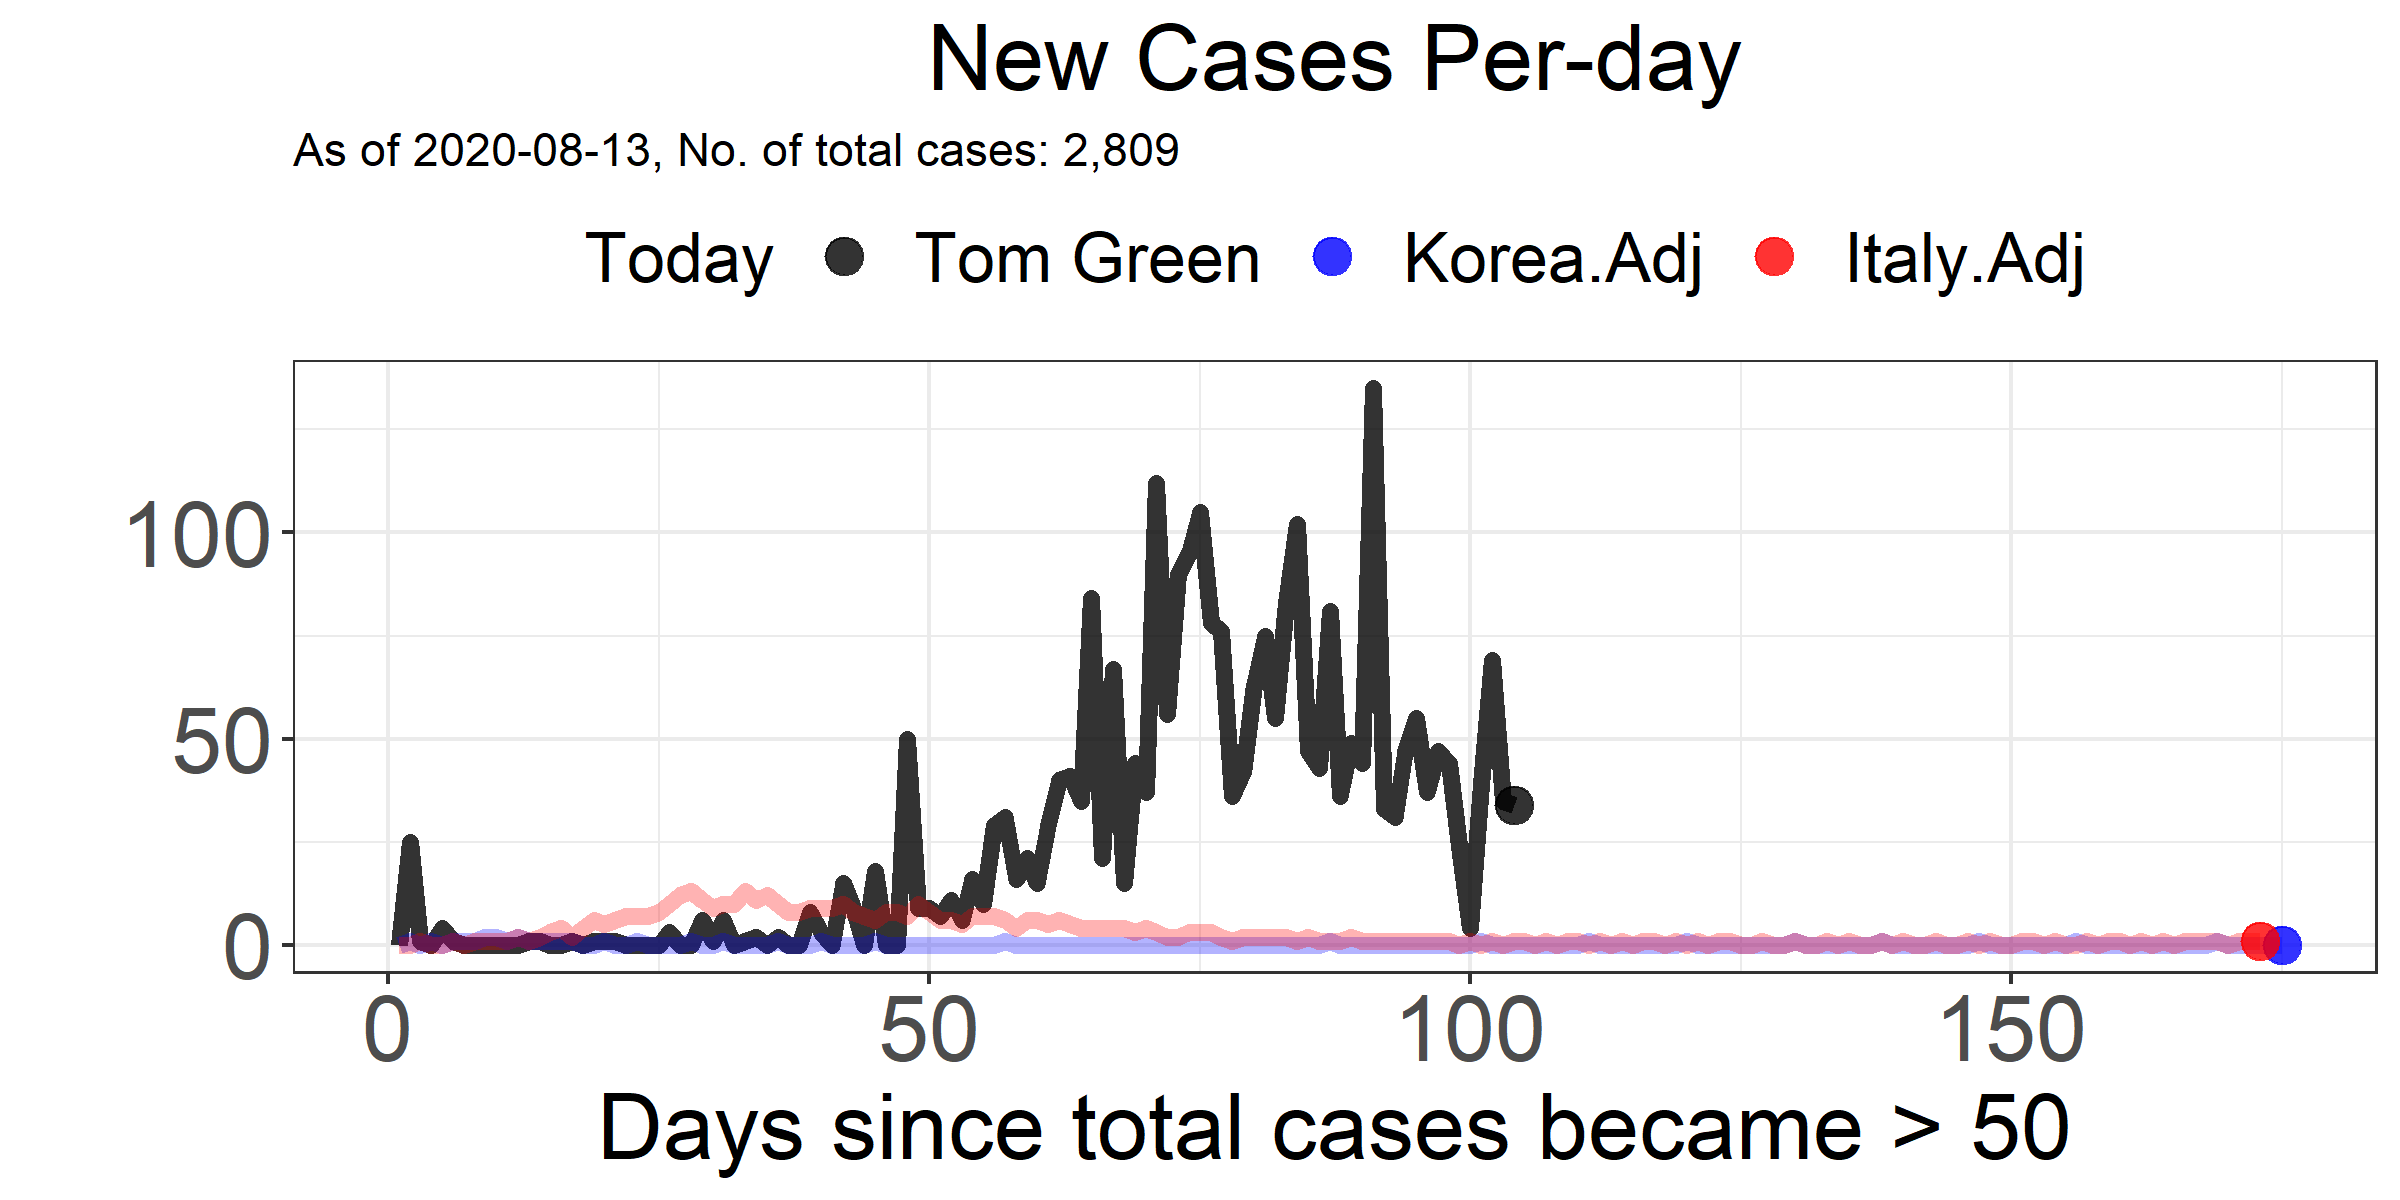 New Cases Per-day
As of 2020-08-13, No. of total cases: 2,809
Today Tom Green Korea.Adj Italy.Adj
100
50
0
0 50 100 150
Days since total cases became > 50